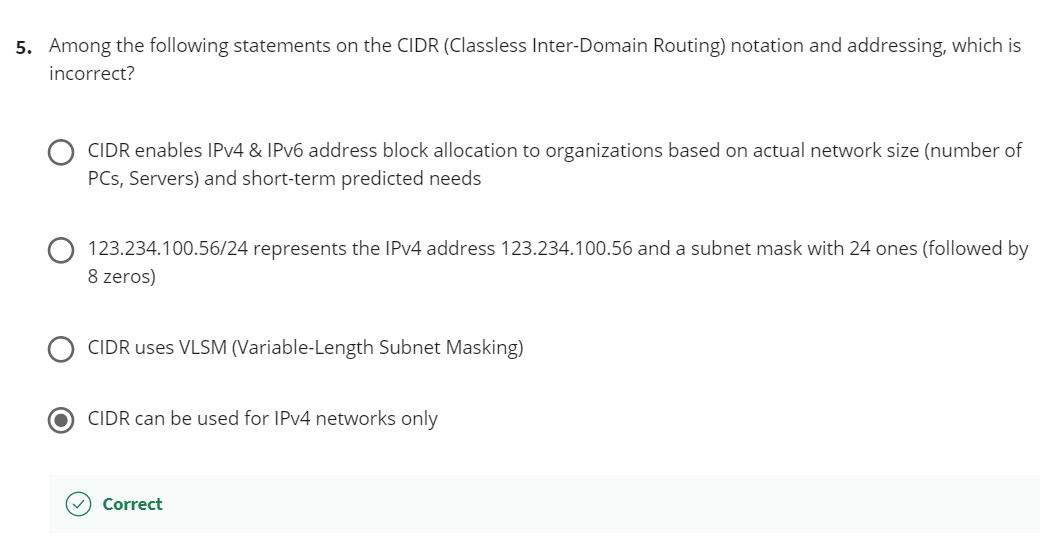 5. Among the following statements on the CIDR (Classless Inter-Domain Routing) notation and addressing, which is
incorrect?
CIDR enables IPv4 & IPv6 address block allocation to organizations based on actual network size (number of
PCs, Servers) and short-term predicted needs
123.234.100.56/24 represents the IPv4 address 123.234.100.56 and a subnet mask with 24 ones (followed by
8 zeros)
CIDR uses VLSM (Variable-Length Subnet Masking)
CIDR can be used for IPv4 networks only
Correct